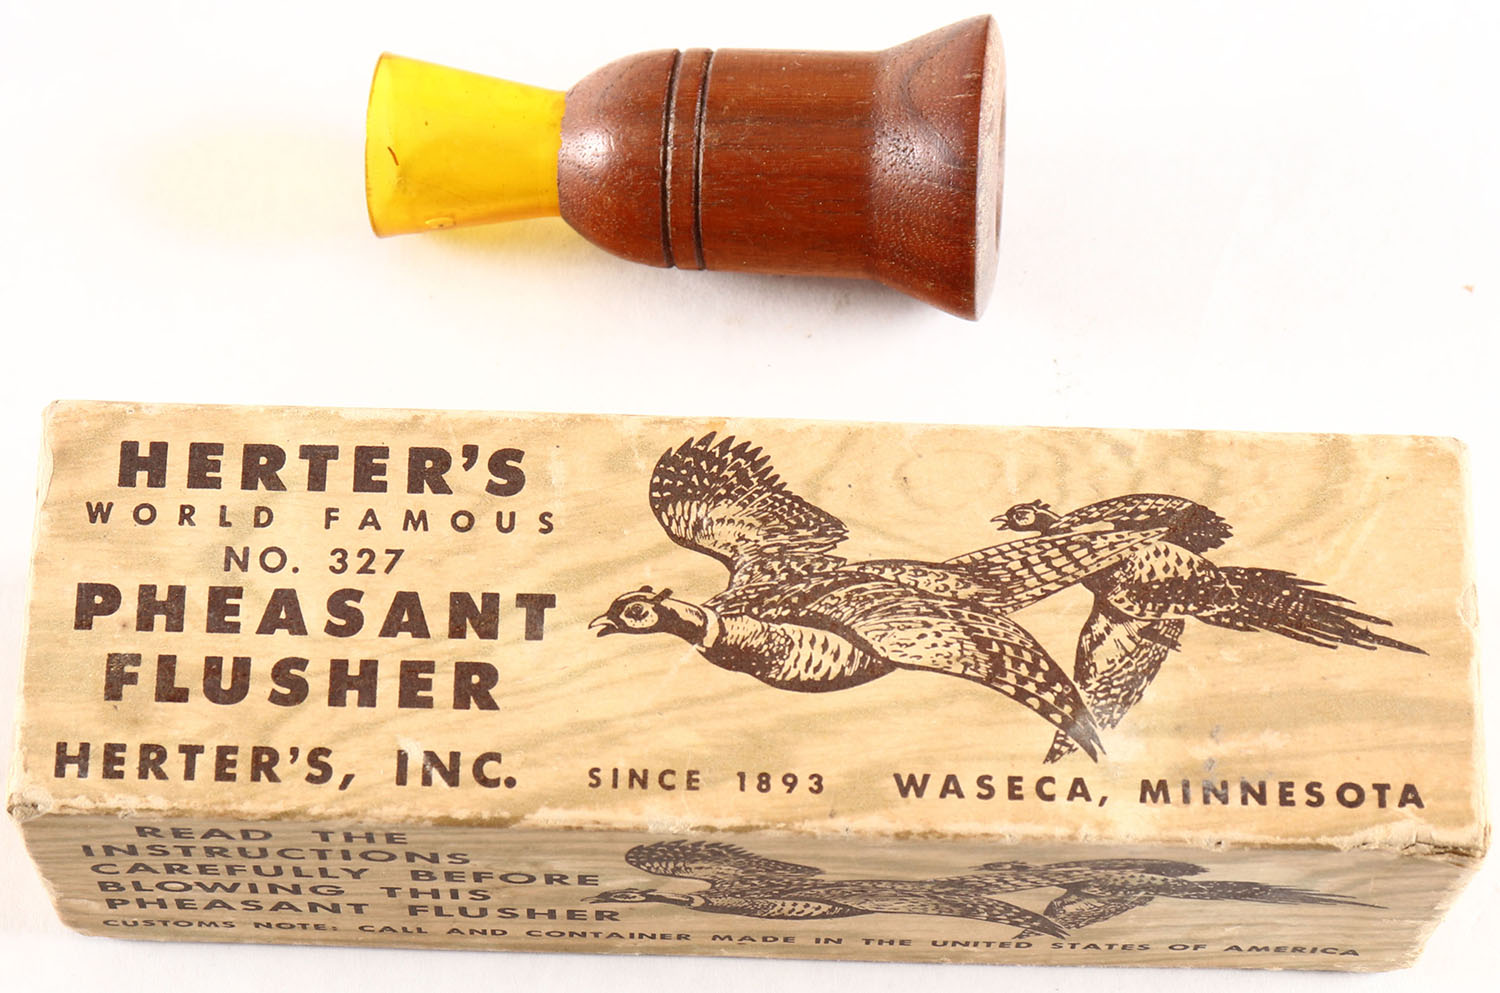 HERTER'S
WORLD FAMOUS
NO. 327
PHEASANT
FLUSHER
HERTER'S, INC. SINCE 1893 WASECA, MINNESOTA
READ THE
INSTRUCTIONS
CAREFULLY BEFORE
BLOWING THIS
PHEASANT FLUSHER
CUSTOMS NOTE: CALL AND CONTAINER MADE IN THE UNITED STATES OF AMERICA